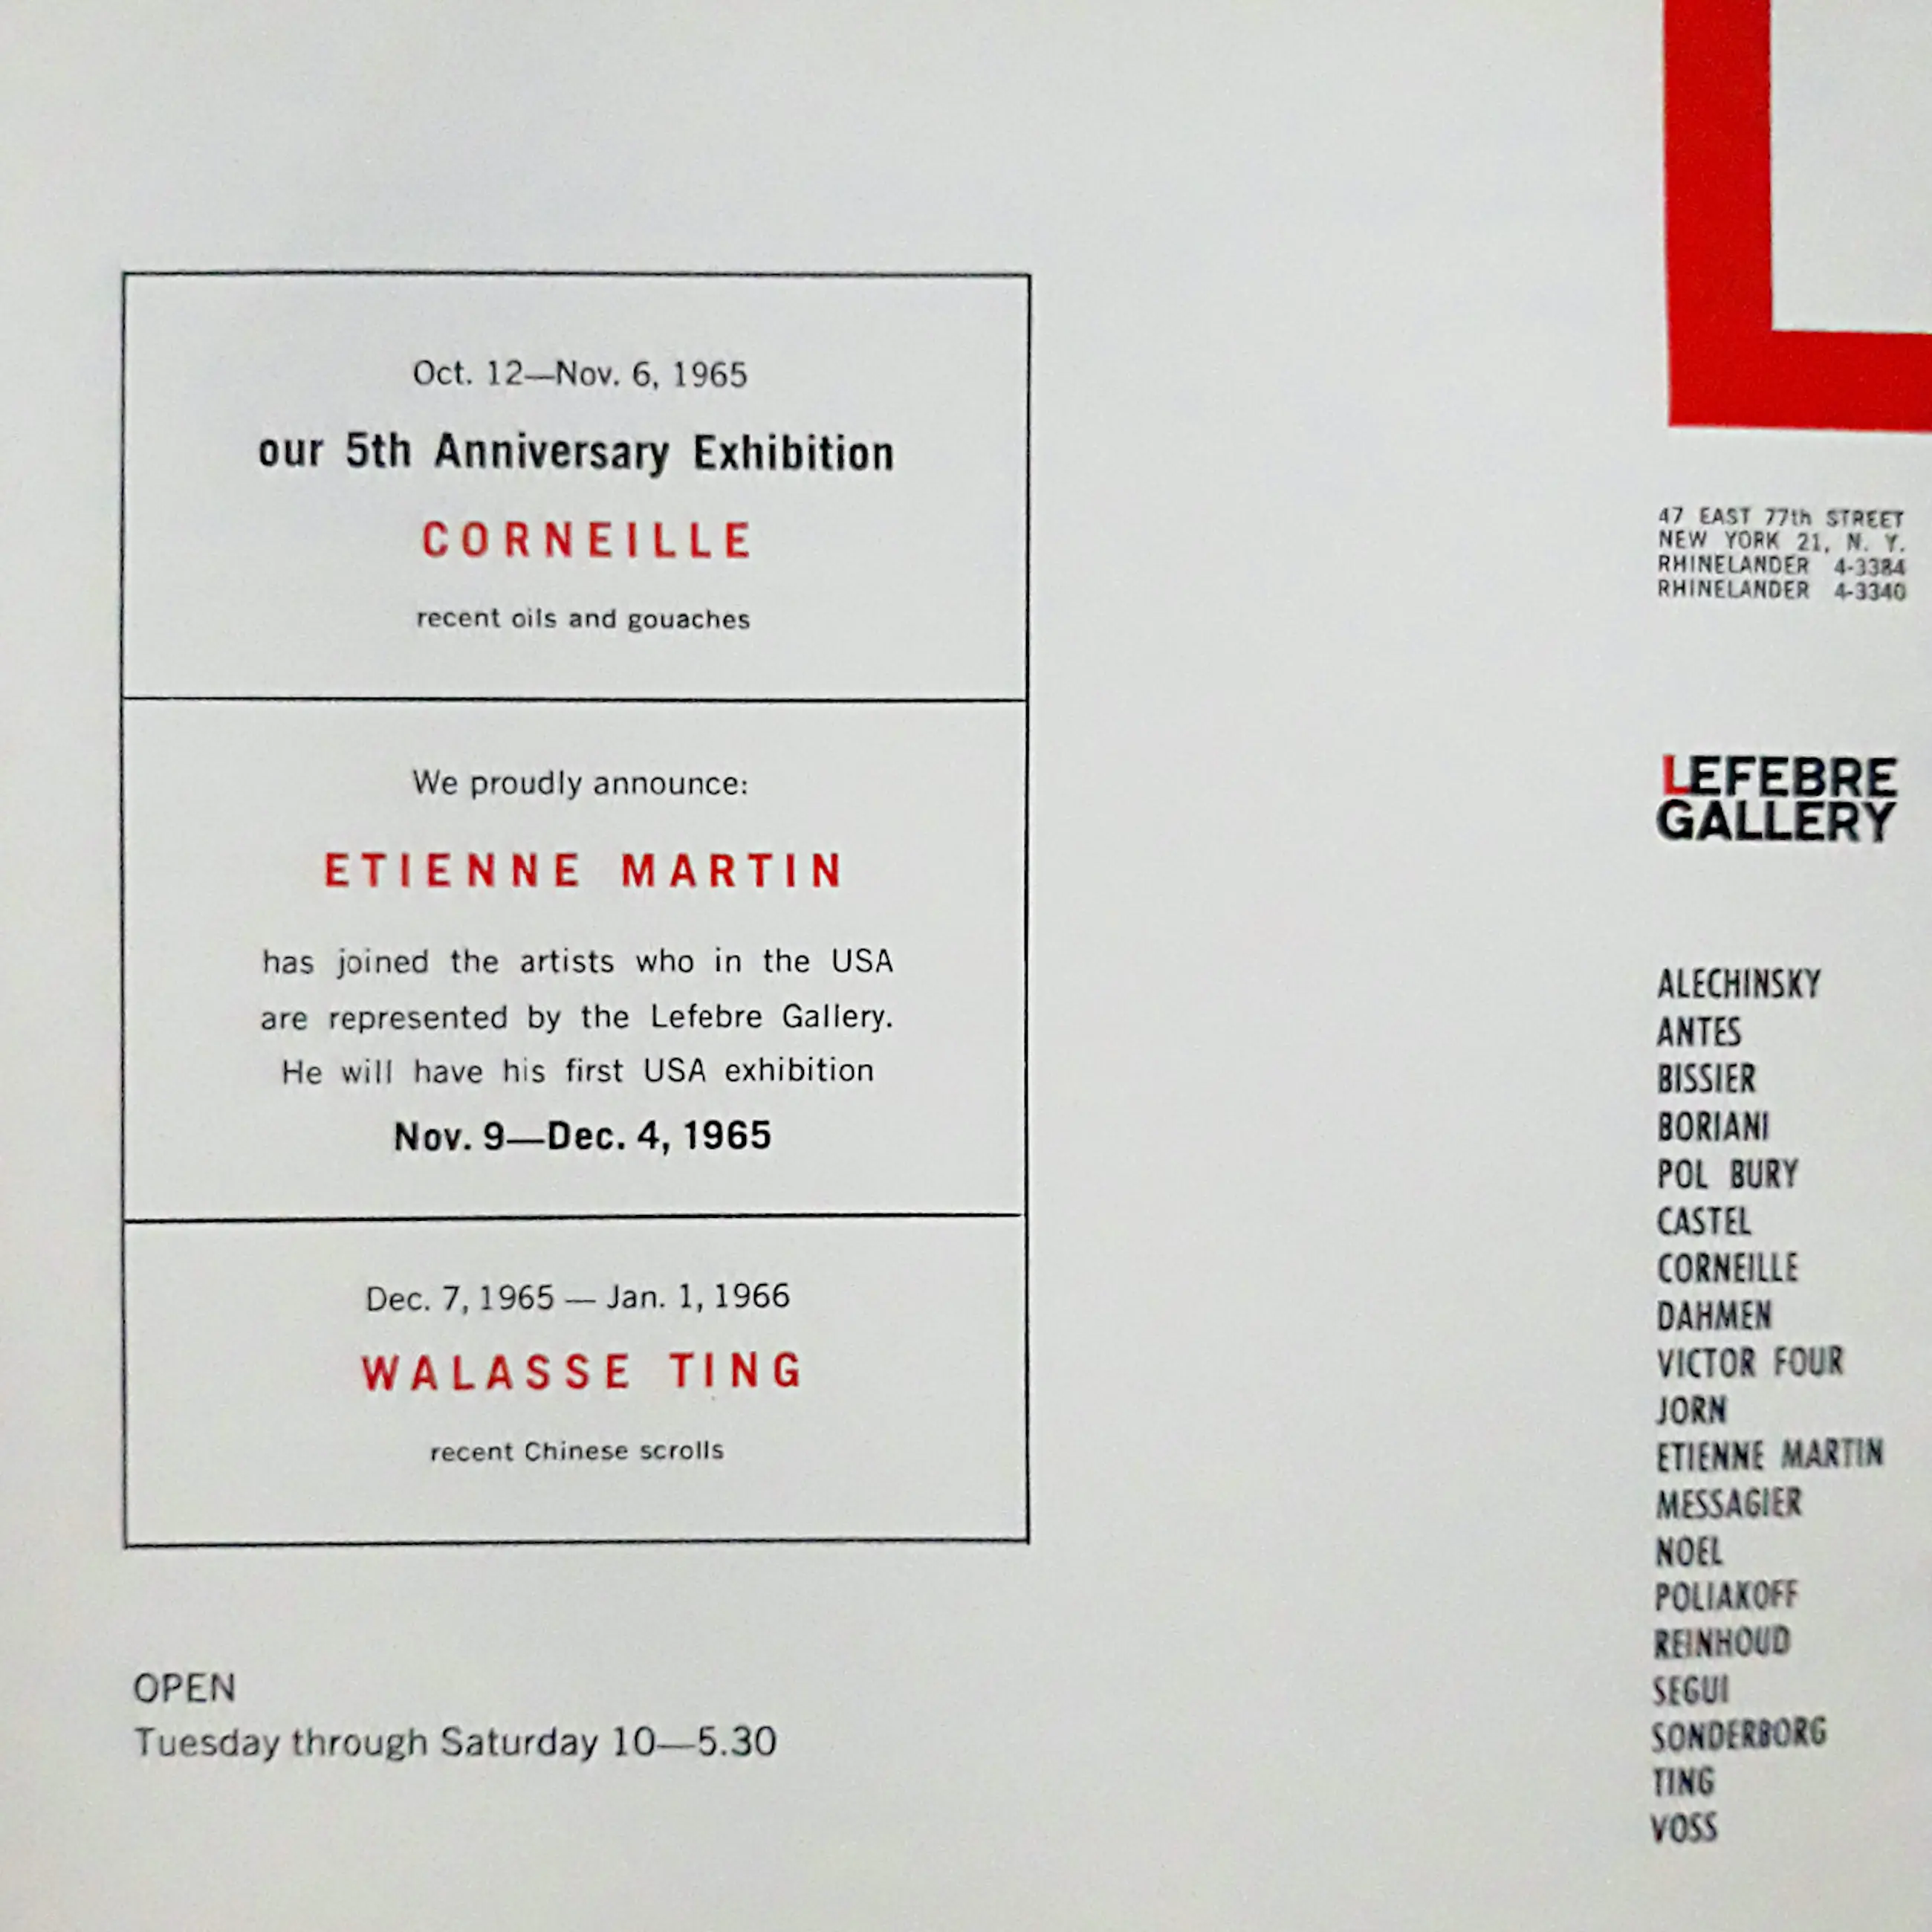 Oct. 12—Nov. 6, 1965
our 5th Anniversary Exhibition
CORNEILLE
recent oils and gouaches
We proudly announce:
ETIENNE MARTIN
has joined the artists who in the USA
are represented by the Lefebre Gallery.
He will have his first USA exhibition
Nov. 9—Dec. 4, 1965
Dec. 7, 1965 — Jan. 1, 1966
WALASSE TING
recent Chinese scrolls
OPEN
Tuesday through Saturday 10—5.30
L
47 EAST 77th STREET
NEW YORK 21, N. Y.
RHINELANDER 4-3384
RHINELANDER 4-3340
LEFEBRE
GALLERY
ALECHINSKY
ANTES
BISSIER
BORIANI
POL BURY
CASTEL
CORNEILLE
DAHMEN
VICTOR FOUR
JORN
ETIENNE MARTIN
MESSAGIER
NOEL
POLIAKOFF
REINHOUD
SEGUI
SONDERBORG
TING
VOSS